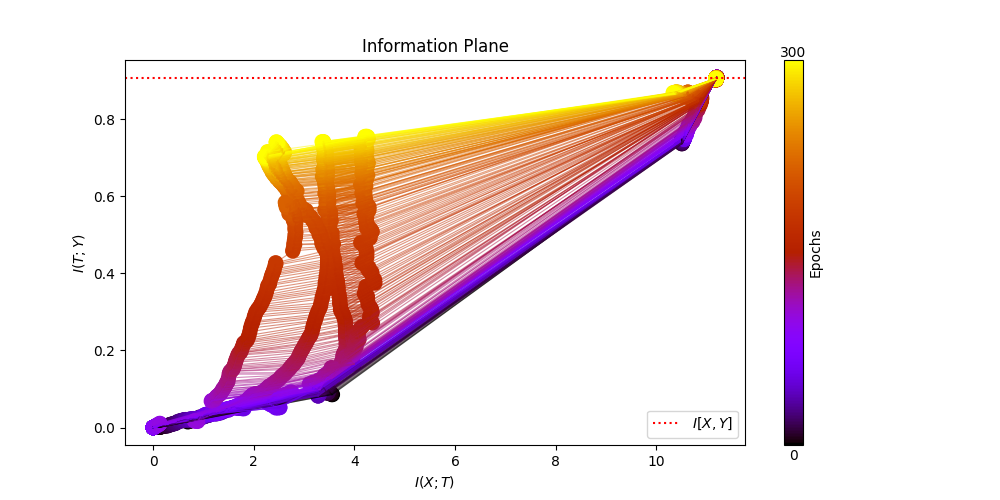 Information Plane
300
0.8
0.6
0.4
0.2
0.0
I(T; Y)
0 2 4 6 8 10
I(X; T)
I[X, Y]
Epochs
0